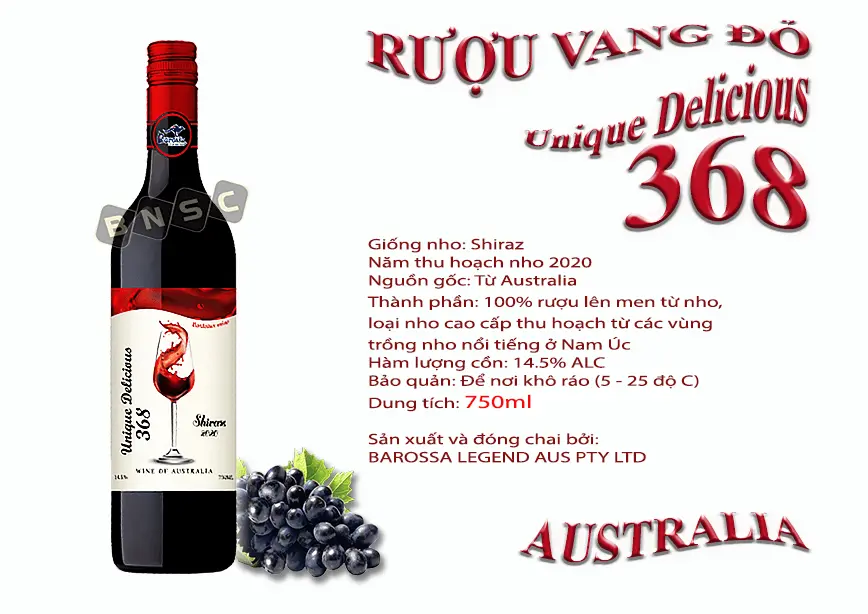 RƯỢU VANG ĐỎ
Unique Delicious
368
BNSC
Giống nho: Shiraz
Năm thu hoạch nho 2020
Nguồn gốc: Từ Australia
Thành phần: 100% rượu lên men từ nho,
loại nho cao cấp thu hoạch từ các vùng
trồng nho nổi tiếng ở Nam Úc
Hàm lượng cồn: 14.5% ALC
Bảo quản: Để nơi khô ráo (5 - 25 độ C)
Dung tích: 750ml
Sản xuất và đóng chai bởi:
BAROSSA LEGEND AUS PTY LTD
Unique Delicious
368
Shiraz
2020
WINE OF AUSTRALIA
14.5%
750ML
AUSTRALIA